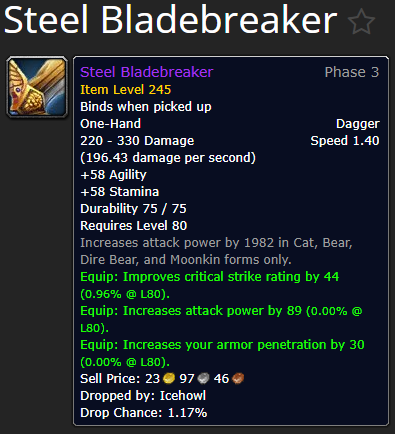 Steel Bladebreaker
Steel Bladebreaker Phase 3
Item Level 245
Binds when picked up
One-Hand Dagger
220 - 330 Damage Speed 1.40
(196.43 damage per second)
+58 Agility
+58 Stamina
Durability 75 / 75
Requires Level 80
Increases attack power by 1982 in Cat, Bear,
Dire Bear, and Moonkin forms only.
Equip: Improves critical strike rating by 44
(0.96% @ L80).
Equip: Increases attack power by 89 (0.00% @
L80).
Equip: Increases your armor penetration by 30
(0.00% @ L80).
Sell Price: 23 97 46
Dropped by: Icehowl
Drop Chance: 1.17%